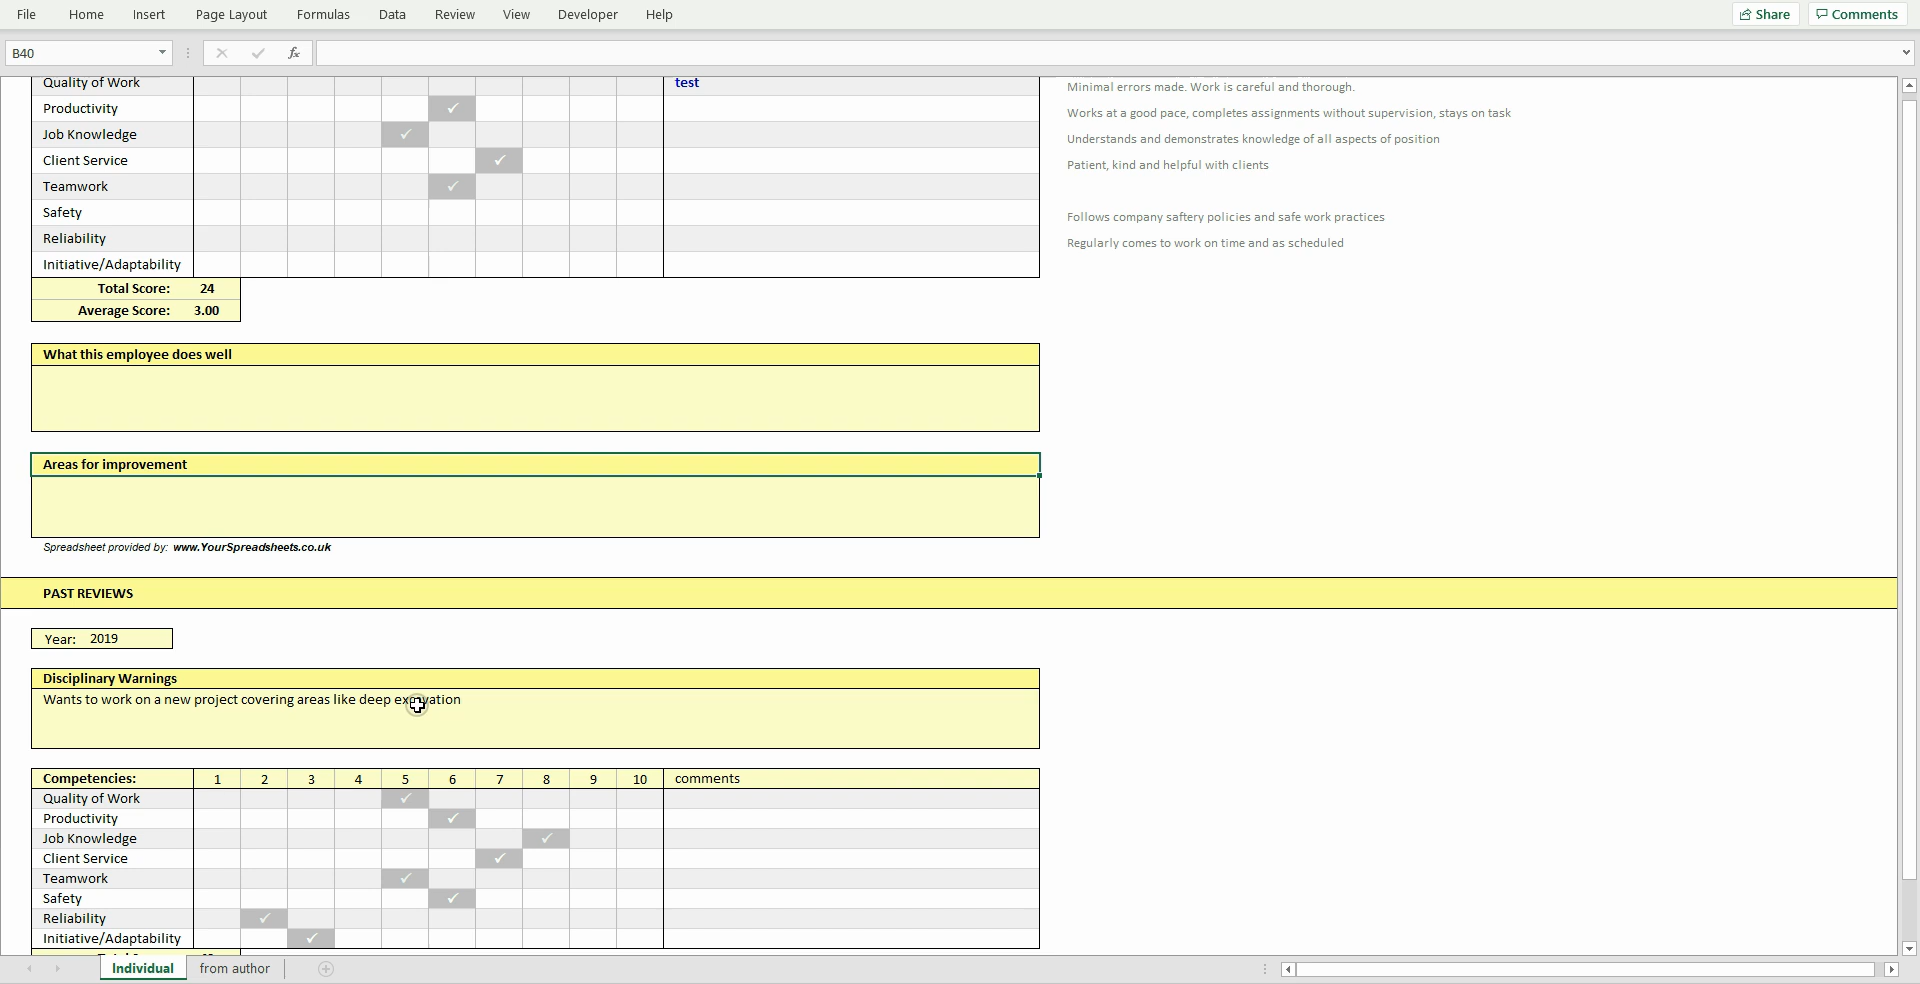 File Home Insert Page Layout Formulas Data Review View Developer Help Share Comments
B40 fx
Quality of Work test Minimal errors made. Work is careful and thorough.
Productivity ✓ Works at a good pace, completes assignments without supervision, stays on task
Job Knowledge ✓ Understands and demonstrates knowledge of all aspects of position
Client Service ✓ Patient, kind and helpful with clients
Teamwork ✓
Safety Follows company saftery policies and safe work practices
Reliability Regularly comes to work on time and as scheduled
Initiative/Adaptability
Total Score: 24
Average Score: 3.00
What this employee does well
Areas for improvement
Spreadsheet provided by: www.YourSpreadsheets.co.uk
PAST REVIEWS
Year: 2019
Disciplinary Warnings
Wants to work on a new project covering areas like deep
Competencies: 1 2 3 4 5 6 7 8 9 10 comments
Quality of Work ✓
Productivity ✓
Job Knowledge ✓
Client Service ✓
Teamwork ✓
Safety ✓
Reliability ✓
Initiative/Adaptability ✓
Individual from author